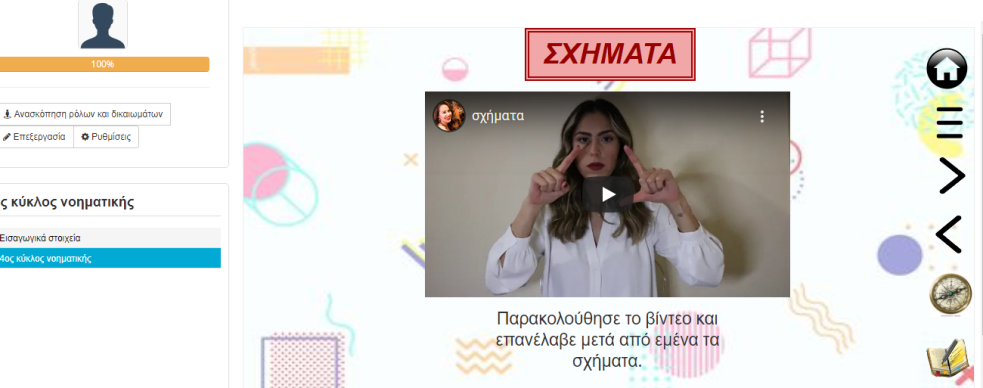 100%
Ανασκόπηση ρόλων και δικαιωμάτων
Επεξεργασία Ρυθμίσεις
ς κύκλος νοηματικής
Εισαγωγικά στοιχεία
4ος κύκλος νοηματικής
ΣΧΗΜΑΤΑ
σχήματα
Παρακολούθησε το βίντεο και
επανέλαβε μετά από εμένα τα
σχήματα.